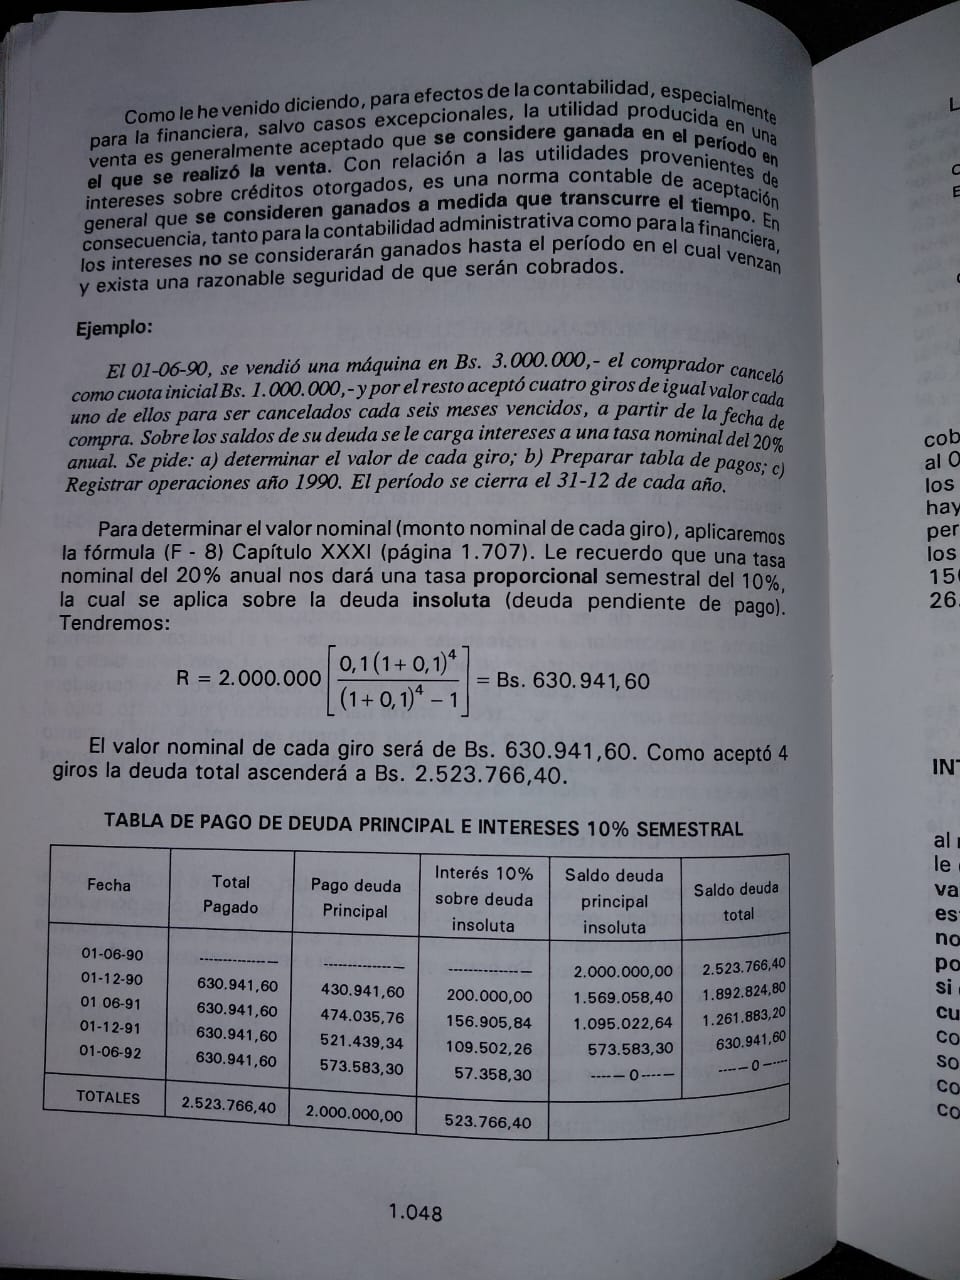 Como le he venido diciendo, para efectos de la contabilidad, especialmente
para la financiera, salvo casos excepcionales, la utilidad producida en una
venta es generalmente aceptado que se considere ganada en el período en
el que se realizó la venta. Con relación a las utilidades provenientes de
intereses sobre créditos otorgados, es una norma contable de aceptación
general que se consideren ganados a medida que transcurre el tiempo. En
consecuencia, tanto para la contabilidad administrativa como para la financiera,
los intereses no se considerarán ganados hasta el período en el cual venzan
y exista una razonable seguridad de que serán cobrados.
Ejemplo:
El 01-06-90, se vendió una máquina en Bs. 3.000.000,- el comprador canceló
como cuota inicial Bs. 1.000.000,- y por el resto aceptó cuatro giros de igual valor cada
uno de ellos para ser cancelados cada seis meses vencidos, a partir de la fecha de
compra. Sobre los saldos de su deuda se le carga intereses a una tasa nominal del 20%
anual. Se pide: a) determinar el valor de cada giro; b) Preparar tabla de pagos; c)
Registrar operaciones año 1990. El período se cierra el 31-12 de cada año.
Para determinar el valor nominal (monto nominal de cada giro), aplicaremos
la fórmula (F - 8) Capítulo XXXI (página 1.707). Le recuerdo que una tasa
nominal del 20% anual nos dará una tasa proporcional semestral del 10%,
la cual se aplica sobre la deuda insoluta (deuda pendiente de pago).
Tendremos:
R = 2.000.000 [ 0,1 (1 + 0,1)^4 / (1 + 0,1)^4 − 1 ] = Bs. 630.941,60
El valor nominal de cada giro será de Bs. 630.941,60. Como aceptó 4
giros la deuda total ascenderá a Bs. 2.523.766,40.
TABLA DE PAGO DE DEUDA PRINCIPAL E INTERESES 10% SEMESTRAL
Fecha Total Pagado Pago deuda Principal Interés 10% sobre deuda insoluta Saldo deuda principal insoluta Saldo deuda total
01-06-90 ---------- ---------- ---------- 2.000.000,00 2.523.766,40
01-12-90 630.941,60 430.941,60 200.000,00 1.569.058,40 1.892.824,80
01 06-91 630.941,60 474.035,76 156.905,84 1.095.022,64 1.261.883,20
01-12-91 630.941,60 521.439,34 109.502,26 573.583,30 630.941,60
01-06-92 630.941,60 573.583,30 57.358,30 -----0----- -----0-----
TOTALES 2.523.766,40 2.000.000,00 523.766,40
1.048
cob
al 0
los
hay
per
los
26.
IN
al
le
va
es
no
po
si
cu
co
so
co
co